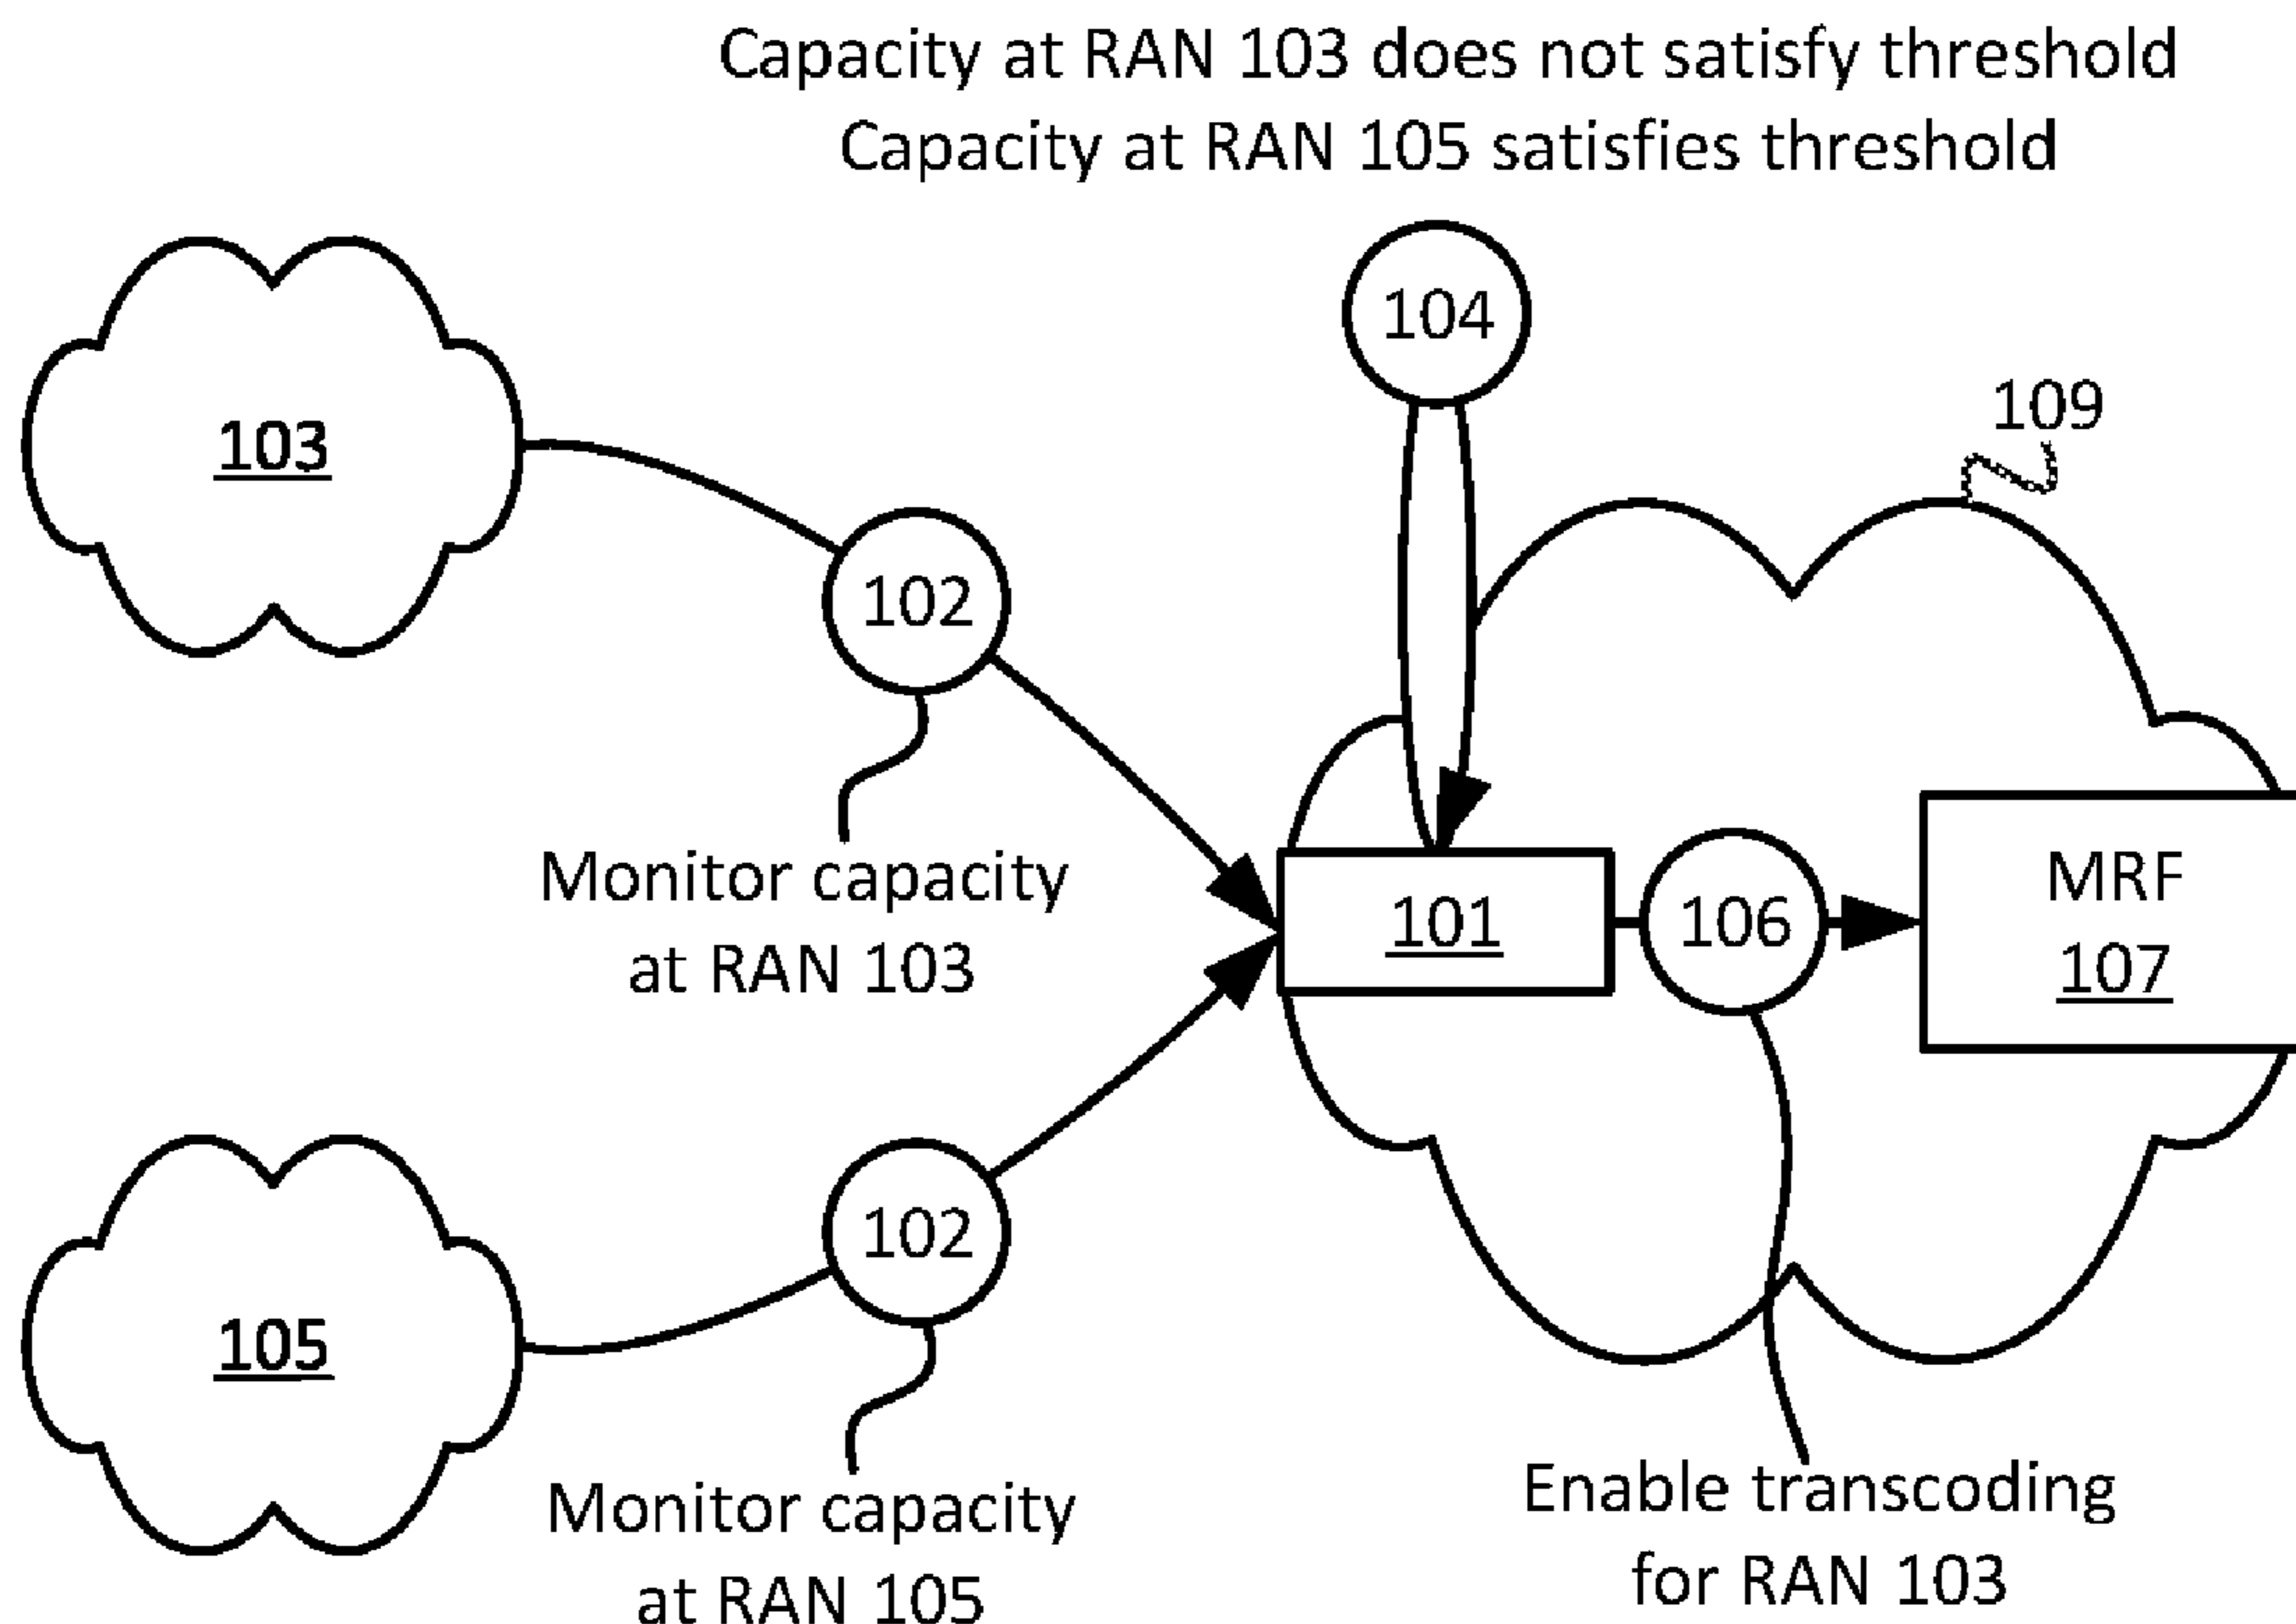 Capacity at RAN 103 does not satisfy threshold
Capacity at RAN 105 satisfies threshold
104
109
103
102
Monitor capacity
at RAN 103
101
106
MRF
107
102
105
Monitor capacity
at RAN 105
Enable transcoding
for RAN 103